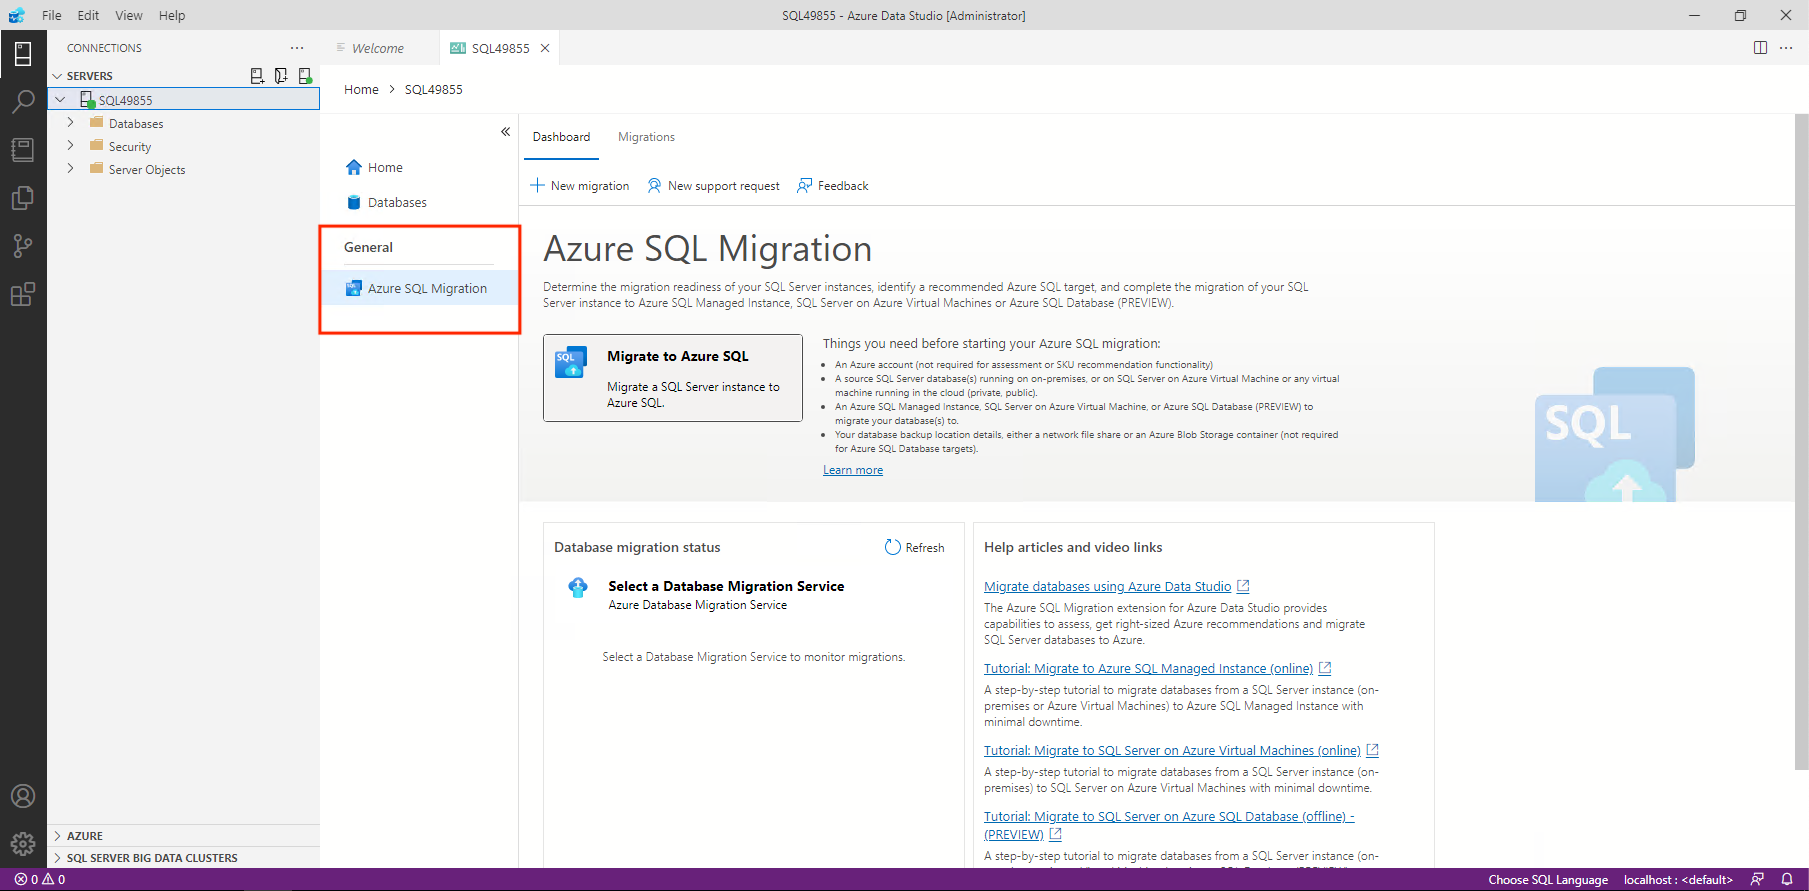 File Edit View Help
SQL49855 - Azure Data Studio [Administrator]
CONNECTIONS
SERVERS
SQL49855
Databases
Security
Server Objects
AZURE
SQL SERVER BIG DATA CLUSTERS
Welcome
SQL49855
Home > SQL49855
Home
Databases
General
Azure SQL Migration
Dashboard Migrations
New migration New support request Feedback
Azure SQL Migration
Determine the migration readiness of your SQL Server instances, identify a recommended Azure SQL target, and complete the migration of your SQL
Server instance to Azure SQL Managed Instance, SQL Server on Azure Virtual Machines or Azure SQL Database (PREVIEW).
SQL
Migrate to Azure SQL
Migrate a SQL Server instance to
Azure SQL.
Things you need before starting your Azure SQL migration:
• An Azure account (not required for assessment or SKU recommendation functionality)
• A source SQL Server database(s) running on on-premises, or on SQL Server on Azure Virtual Machine or any virtual
machine running in the cloud (private, public).
• An Azure SQL Managed Instance, SQL Server on Azure Virtual Machine, or Azure SQL Database (PREVIEW) to
migrate your database(s) to.
• Your database backup location details, either a network file share or an Azure Blob Storage container (not required
for Azure SQL Database targets).
Learn more
SQL
Database migration status
Refresh
Select a Database Migration Service
Azure Database Migration Service
Select a Database Migration Service to monitor migrations.
Help articles and video links
Migrate databases using Azure Data Studio
The Azure SQL Migration extension for Azure Data Studio provides
capabilities to assess, get right-sized Azure recommendations and migrate
SQL Server databases to Azure.
Tutorial: Migrate to Azure SQL Managed Instance (online)
A step-by-step tutorial to migrate databases from a SQL Server instance (on-
premises or Azure Virtual Machines) to Azure SQL Managed Instance with
minimal downtime.
Tutorial: Migrate to SQL Server on Azure Virtual Machines (online)
A step-by-step tutorial to migrate databases from a SQL Server instance (on-
premises) to SQL Server on Azure Virtual Machines with minimal downtime.
Tutorial: Migrate to SQL Server on Azure SQL Database (offline) -
(PREVIEW)
A step-by-step tutorial to migrate databases from a SQL Server instance (on-
0 0
Choose SQL Language localhost : <default>